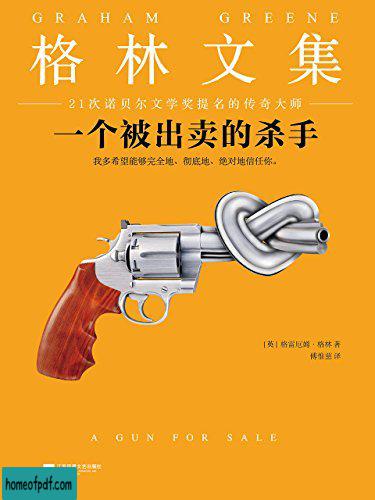 GRAHAM GREENE
格林文集
21次诺贝尔文学奖提名的传奇大师
一个被出卖的杀手
我多希望能够完全地、彻底地、绝对地信任你。
[英] 格雷厄姆·格林 著
傅惟慈 译
A GUN FOR SALE
homeofpdf.com